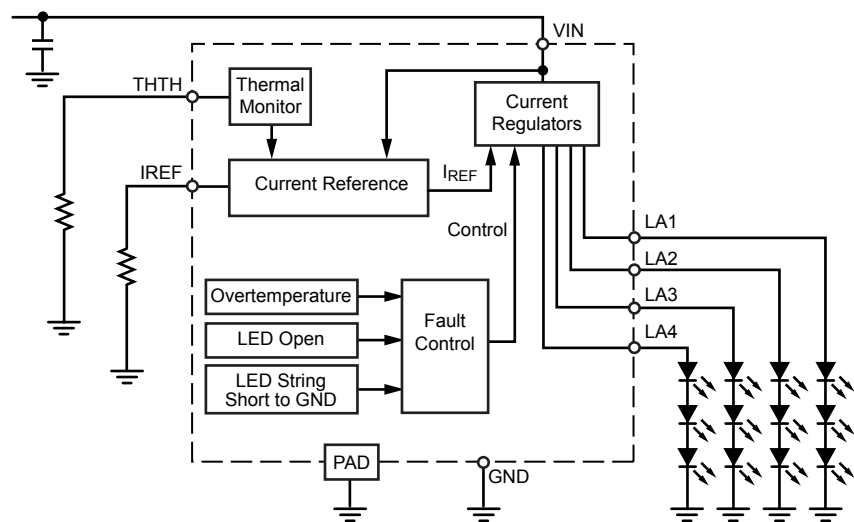 VIN
THTH
Thermal
Monitor
Current
Regulators
IREF
Current Reference
IREF
Control
LA1
LA2
LA3
LA4
Overtemperature
LED Open
LED String
Short to GND
Fault
Control
PAD
GND